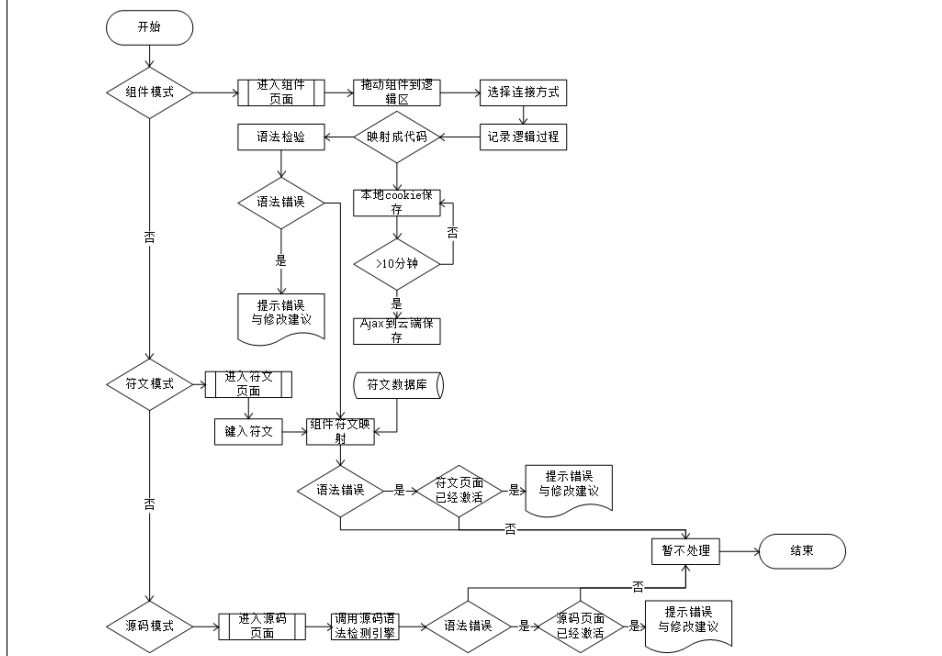 开始
组件模式
进入组件
页面
拖动组件到逻
辑区
选择连接方式
语法检验
映射成代码
记录逻辑过程
语法错误
本地cookie保
存
否
否
>10分钟
是
是
提示错误
与修改建议
Ajax到云端保
存
符文模式
进入符文
页面
符文数据库
键入符文
组件符文映
射
语法错误
是
符文页面
已经激活
是
提示错误
与修改建议
否
否
暂不处理
结束
否
源码模式
进入源码
页面
调用源码语
法检测引擎
语法错误
是
源码页面
已经激活
是
提示错误
与修改建议